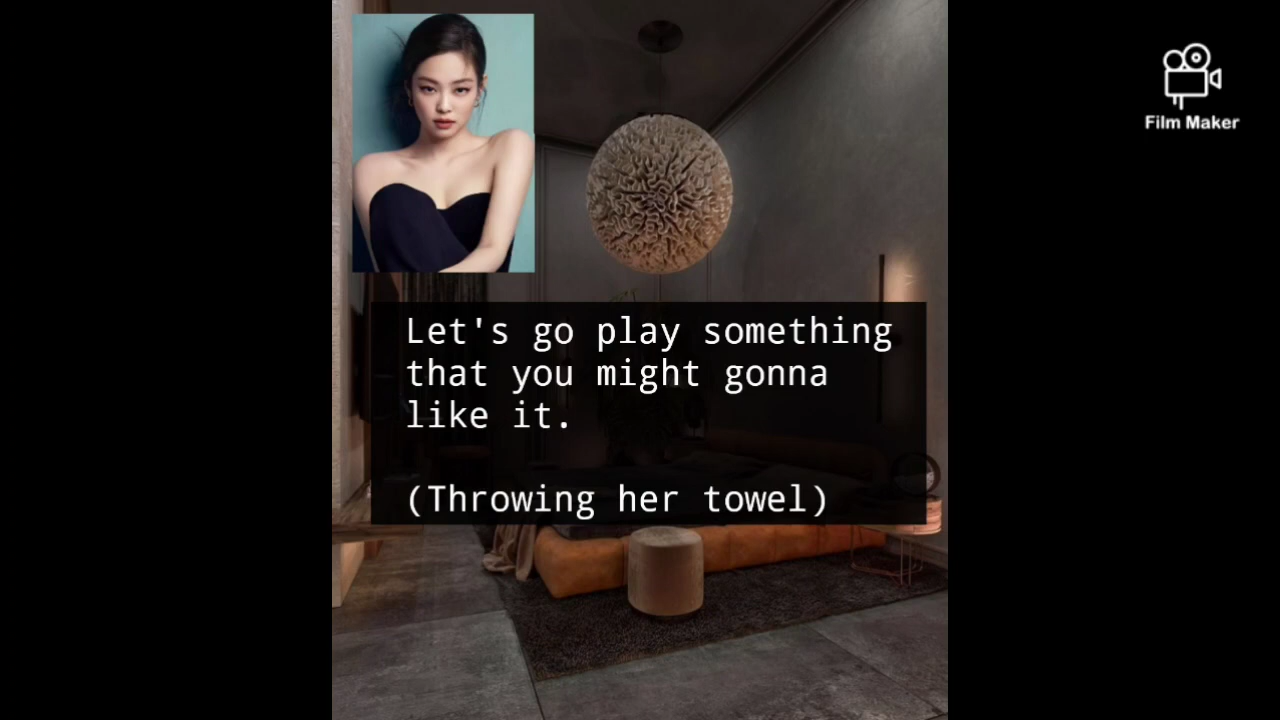 Film Maker
Let's go play something
that you might gonna
like it.
(Throwing her towel)